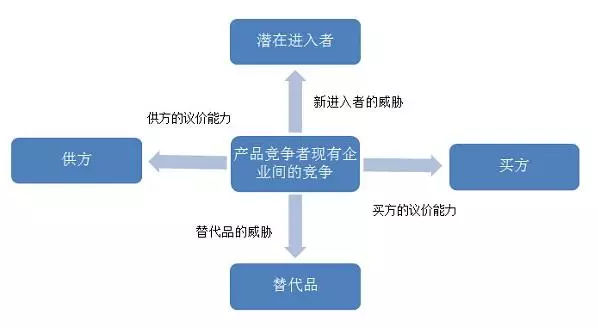 潜在进入者
新进入者的威胁
供方的议价能力
供方
产品竞争者现有企
业间的竞争
买方
买方的议价能力
替代品的威胁
替代品